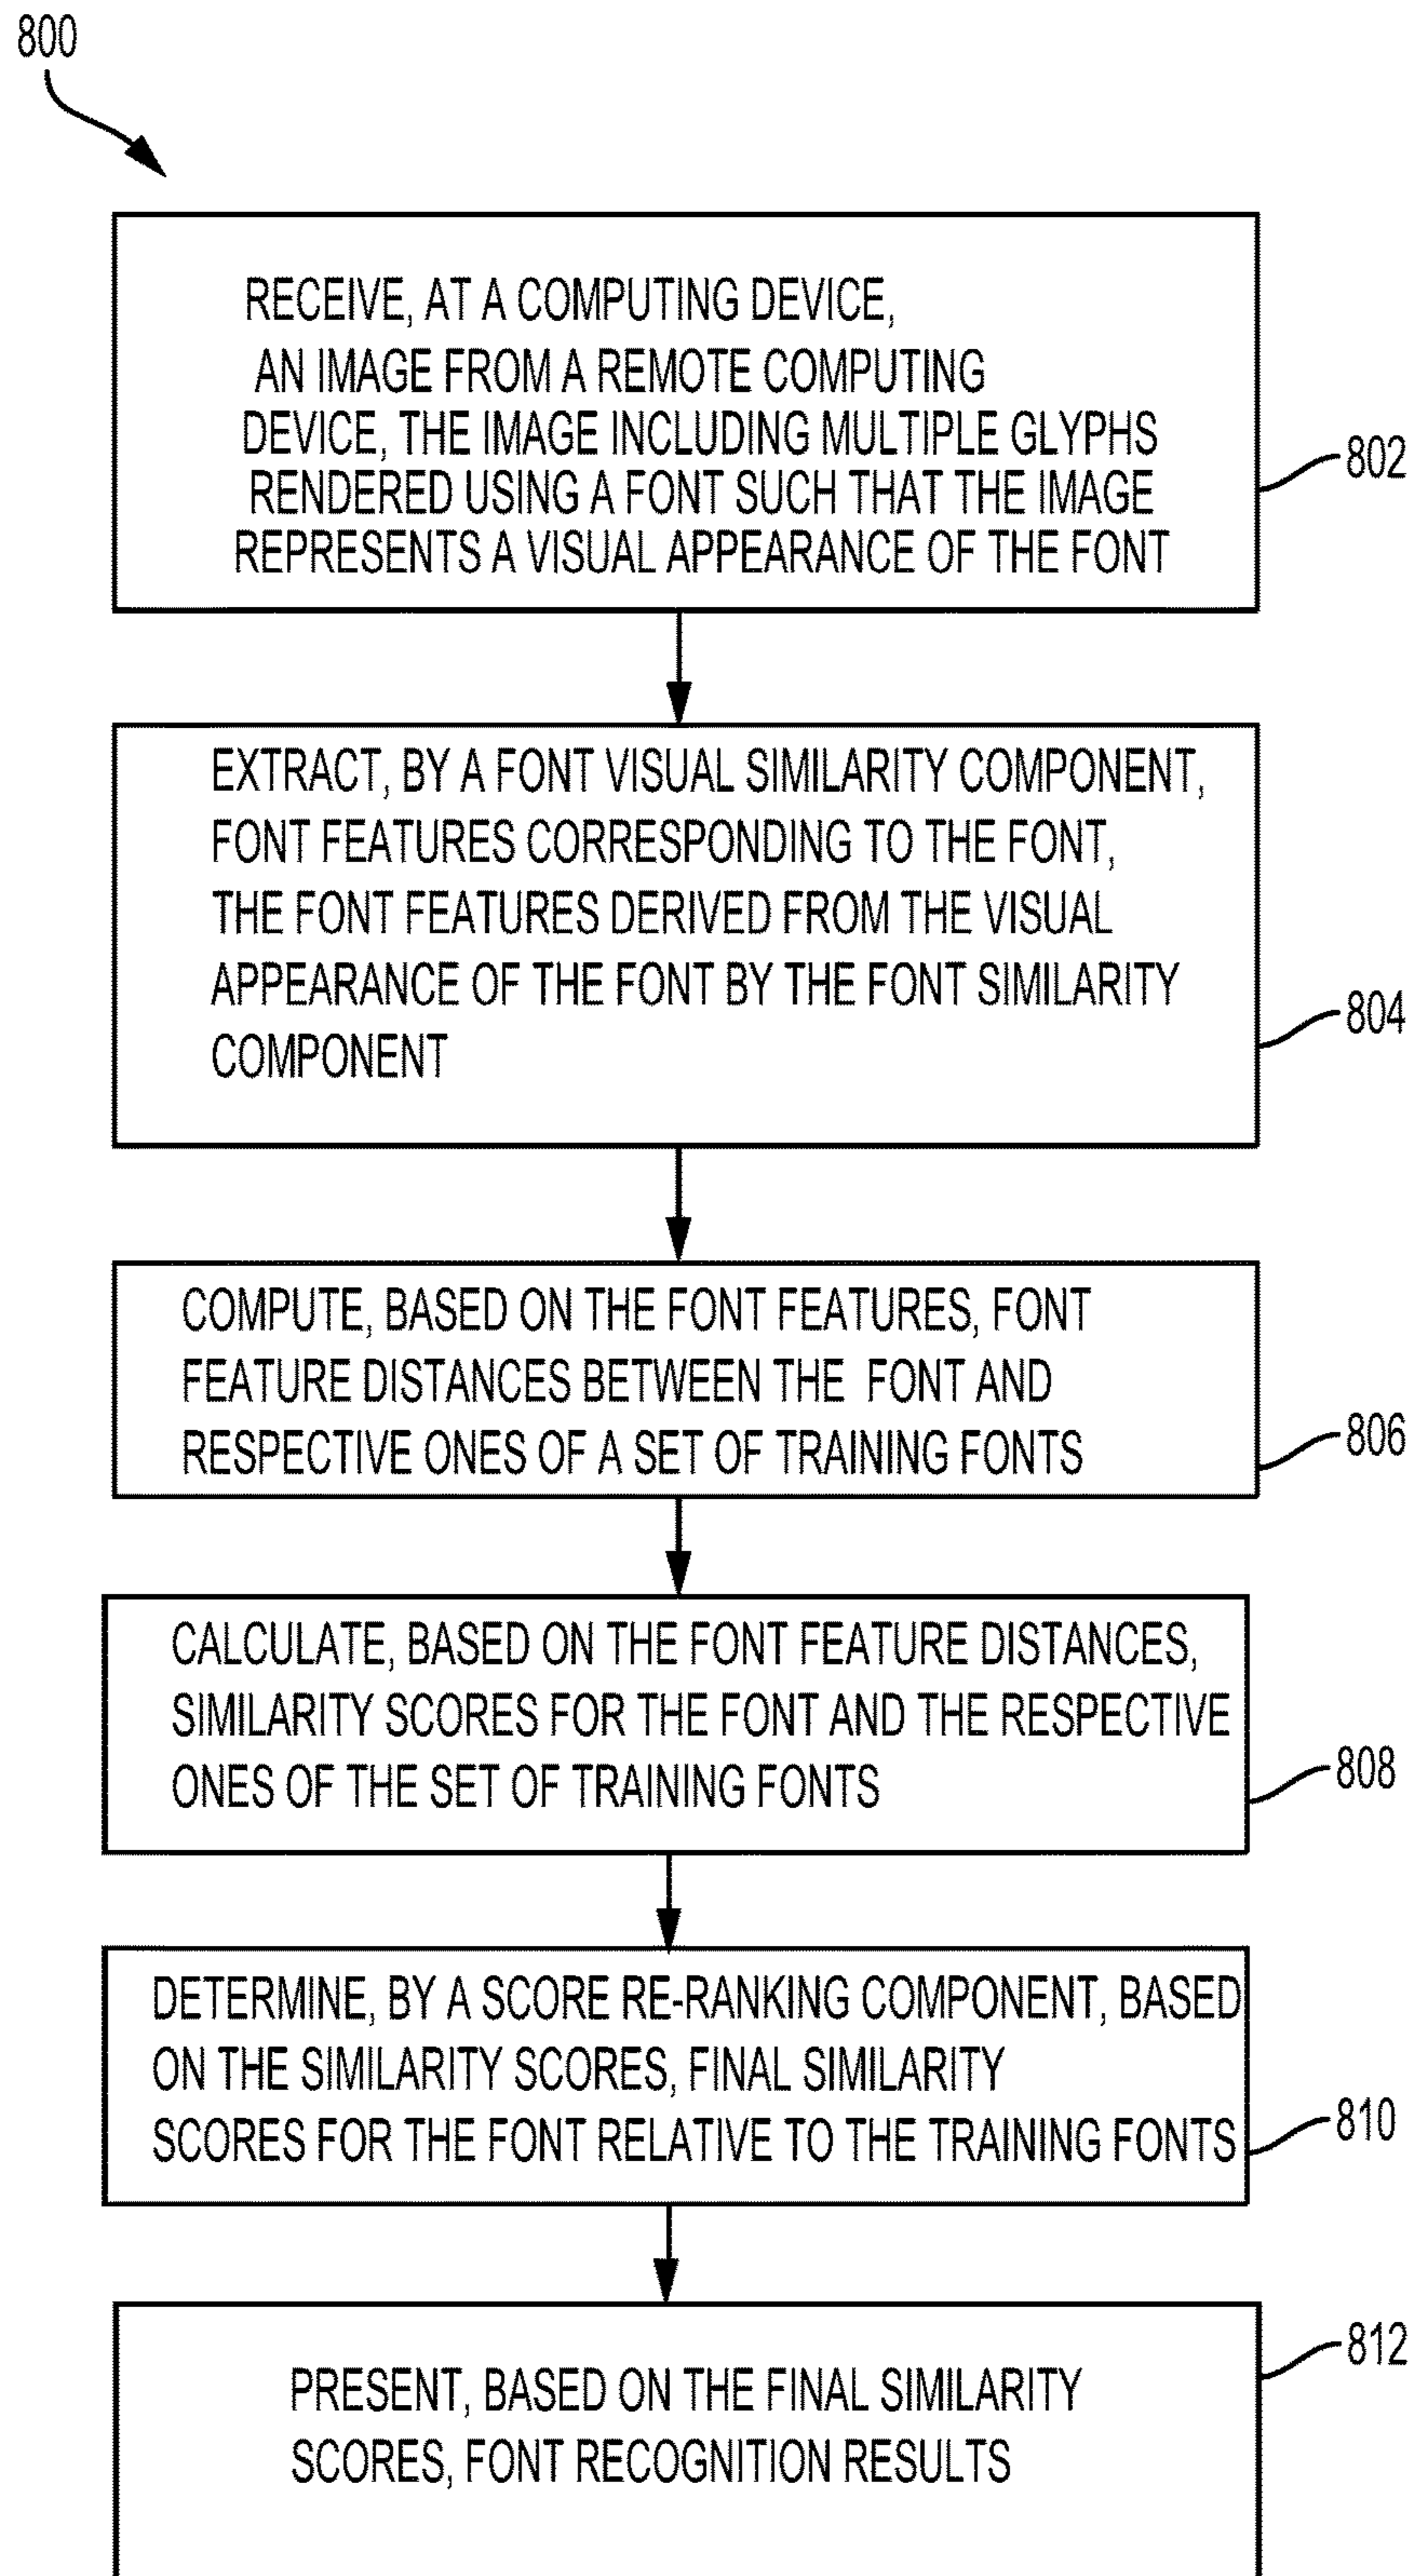 800
RECEIVE, AT A COMPUTING DEVICE,
AN IMAGE FROM A REMOTE COMPUTING
DEVICE, THE IMAGE INCLUDING MULTIPLE GLYPHS
RENDERED USING A FONT SUCH THAT THE IMAGE
REPRESENTS A VISUAL APPEARANCE OF THE FONT
802
EXTRACT, BY A FONT VISUAL SIMILARITY COMPONENT,
FONT FEATURES CORRESPONDING TO THE FONT,
THE FONT FEATURES DERIVED FROM THE VISUAL
APPEARANCE OF THE FONT BY THE FONT SIMILARITY
COMPONENT
804
COMPUTE, BASED ON THE FONT FEATURES, FONT
FEATURE DISTANCES BETWEEN THE FONT AND
RESPECTIVE ONES OF A SET OF TRAINING FONTS
806
CALCULATE, BASED ON THE FONT FEATURE DISTANCES,
SIMILARITY SCORES FOR THE FONT AND THE RESPECTIVE
ONES OF THE SET OF TRAINING FONTS
808
DETERMINE, BY A SCORE RE-RANKING COMPONENT, BASED
ON THE SIMILARITY SCORES, FINAL SIMILARITY
SCORES FOR THE FONT RELATIVE TO THE TRAINING FONTS
810
812
PRESENT, BASED ON THE FINAL SIMILARITY
SCORES, FONT RECOGNITION RESULTS